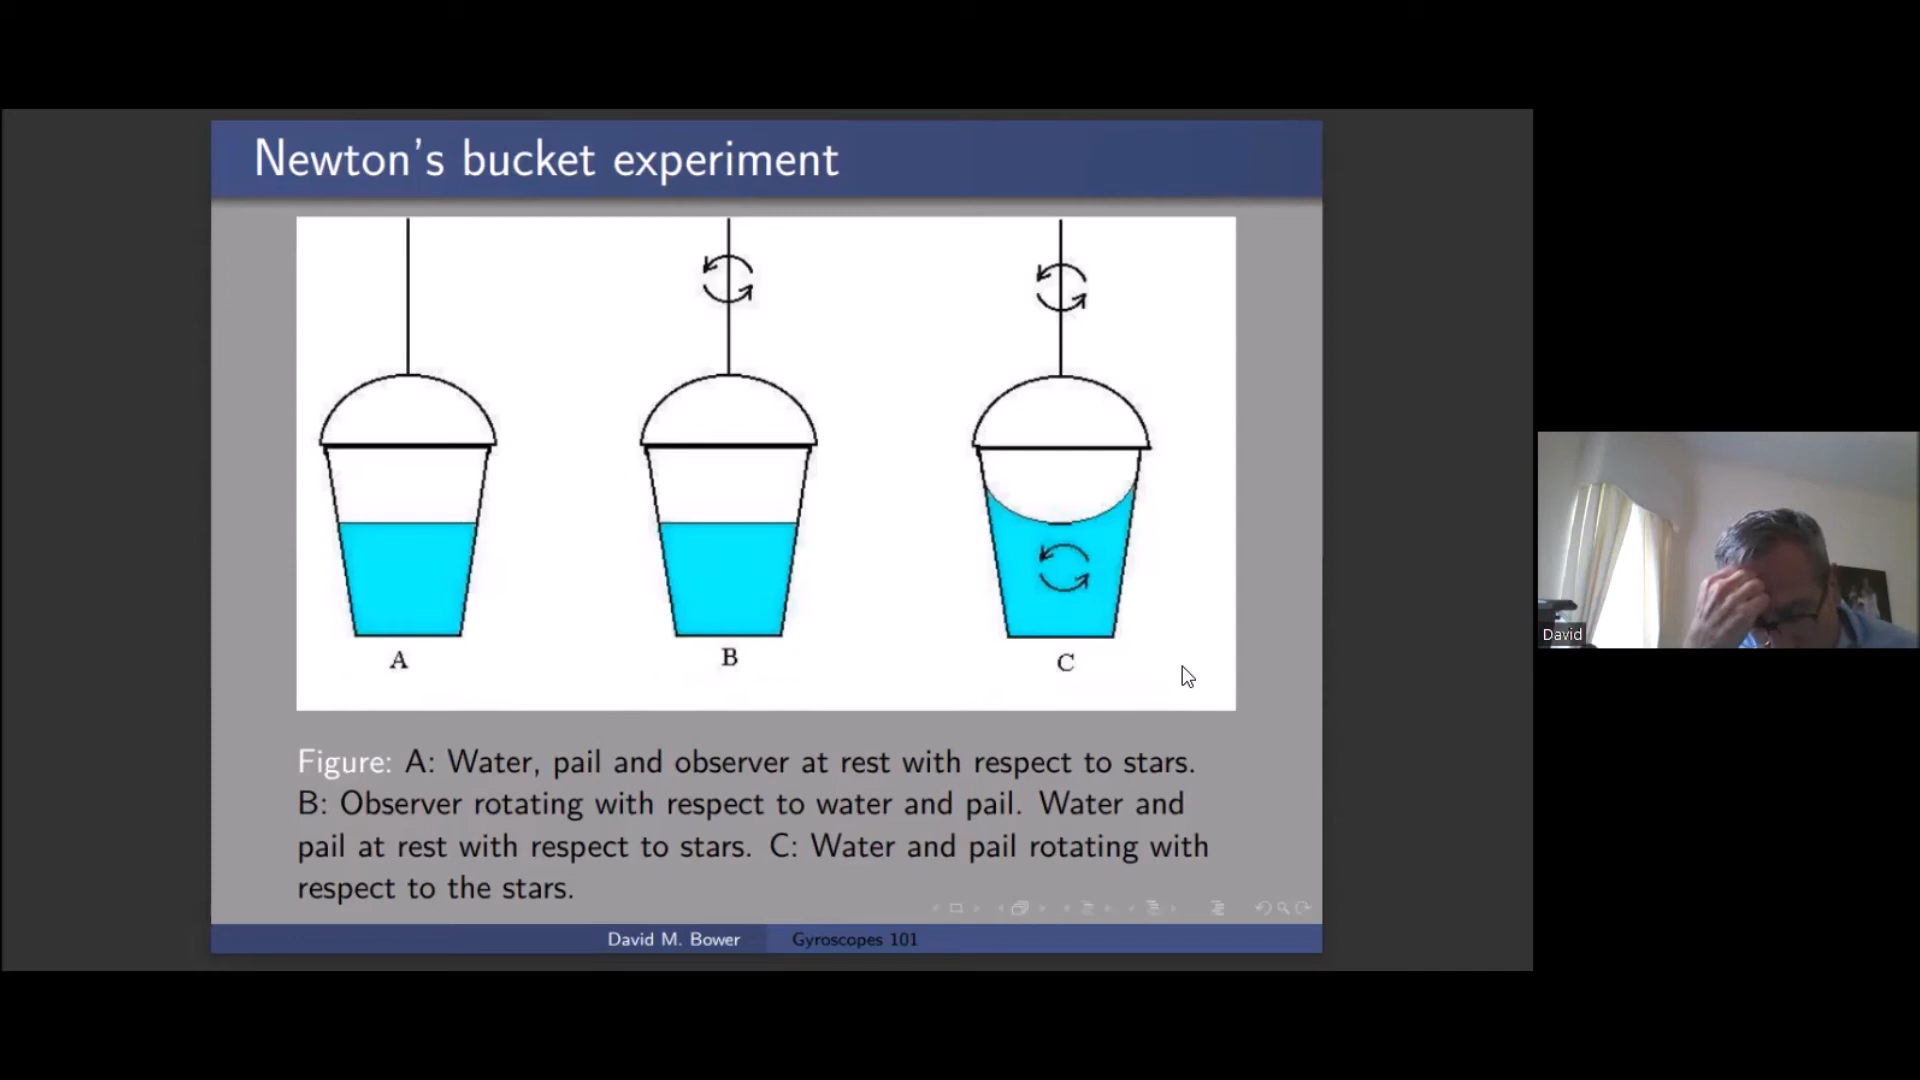 Newton's bucket experiment
A
B
C
Figure: A: Water, pail and observer at rest with respect to stars.
B: Observer rotating with respect to water and pail. Water and
pail at rest with respect to stars. C: Water and pail rotating with
respect to the stars.
David M. Bower
Gyroscopes 101
David